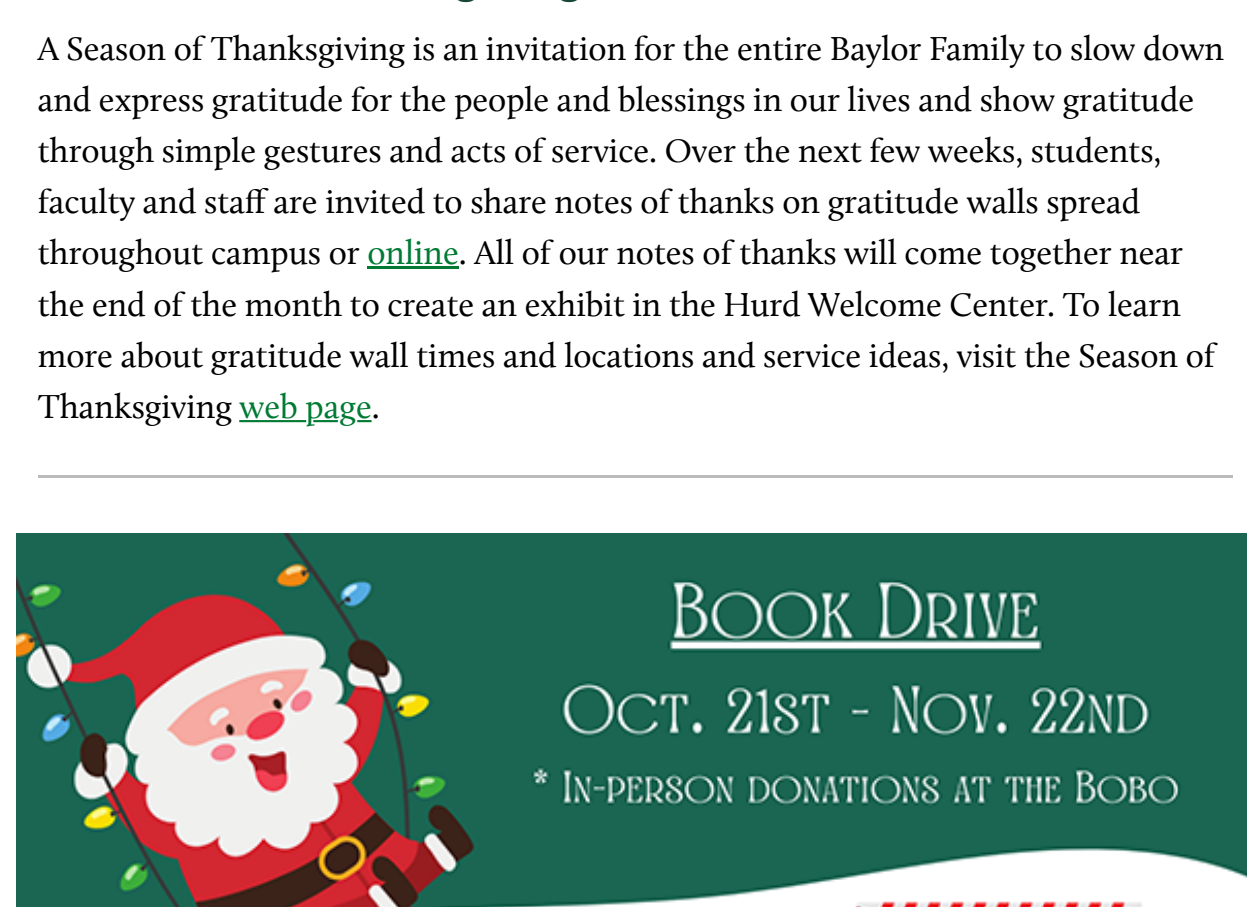 A Season of Thanksgiving is an invitation for the entire Baylor Family to slow down
and express gratitude for the people and blessings in our lives and show gratitude
through simple gestures and acts of service. Over the next few weeks, students,
faculty and staff are invited to share notes of thanks on gratitude walls spread
throughout campus or online. All of our notes of thanks will come together near
the end of the month to create an exhibit in the Hurd Welcome Center. To learn
more about gratitude wall times and locations and service ideas, visit the Season of
Thanksgiving web page.
Book Drive
Oct. 21st - Nov. 22nd
* In-person donations at the Bobo